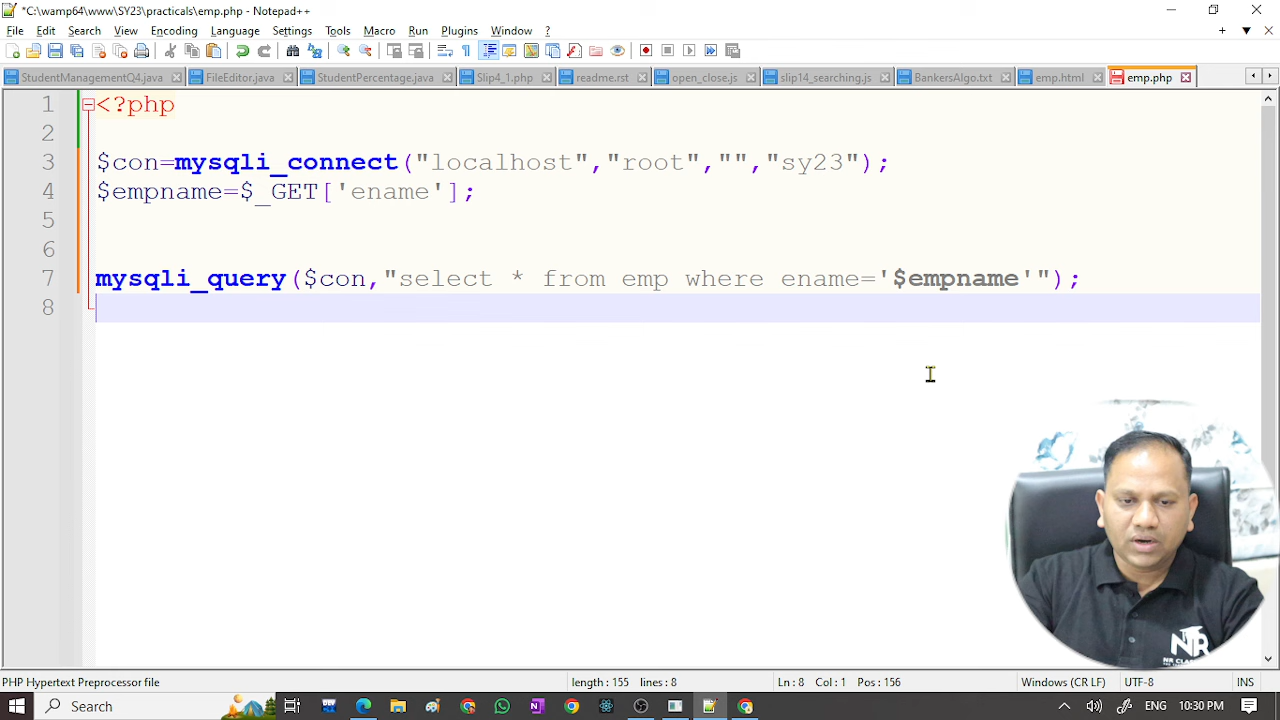 *C:\wamp64\www\SY23\practicals\emp.php - Notepad++
File Edit Search View Encoding Language Settings Tools Macro Run Plugins Window ?
StudentManagementQ4.java FileEditor.java StudentPercentage.java Slip4_1.php readme.rst open_close.js slip14_searching.js BankersAlgo.txt emp.html emp.php
1 <?php
2
3 $con=mysqli_connect("localhost","root","","sy23");
4 $empname=$_GET['ename'];
5
6
7 mysqli_query($con,"select * from emp where ename='$empname'");
8
NR
PHP Hypertext Preprocessor file length : 155 lines : 8 Ln : 8 Col : 1 Pos : 156 Windows (CR LF) UTF-8 INS
Search ENG 10:30 PM